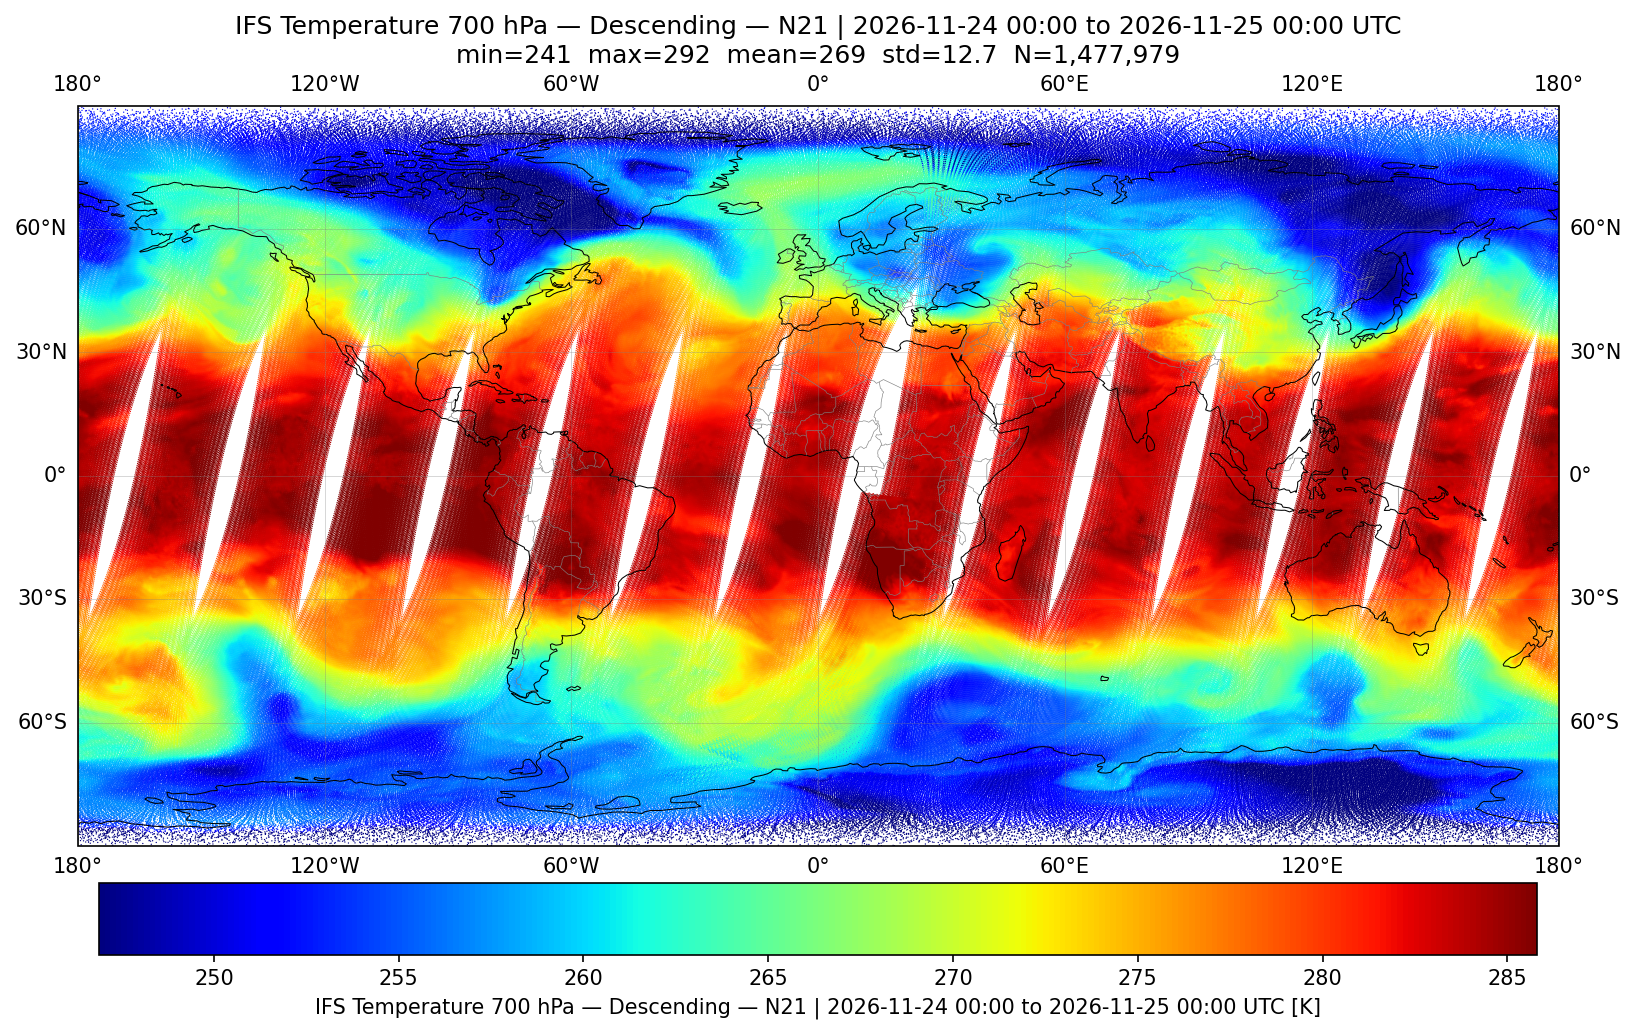 IFS Temperature 700 hPa — Descending — N21 | 2026-11-24 00:00 to 2026-11-25 00:00 UTC
min=241 max=292 mean=269 std=12.7 N=1,477,979
180° 120°W 60°W 0° 60°E 120°E 180°
60°N 60°N
30°N 30°N
0° 0°
30°S 30°S
60°S 60°S
180° 120°W 60°W 0° 60°E 120°E 180°
250 255 260 265 270 275 280 285
IFS Temperature 700 hPa — Descending — N21 | 2026-11-24 00:00 to 2026-11-25 00:00 UTC [K]